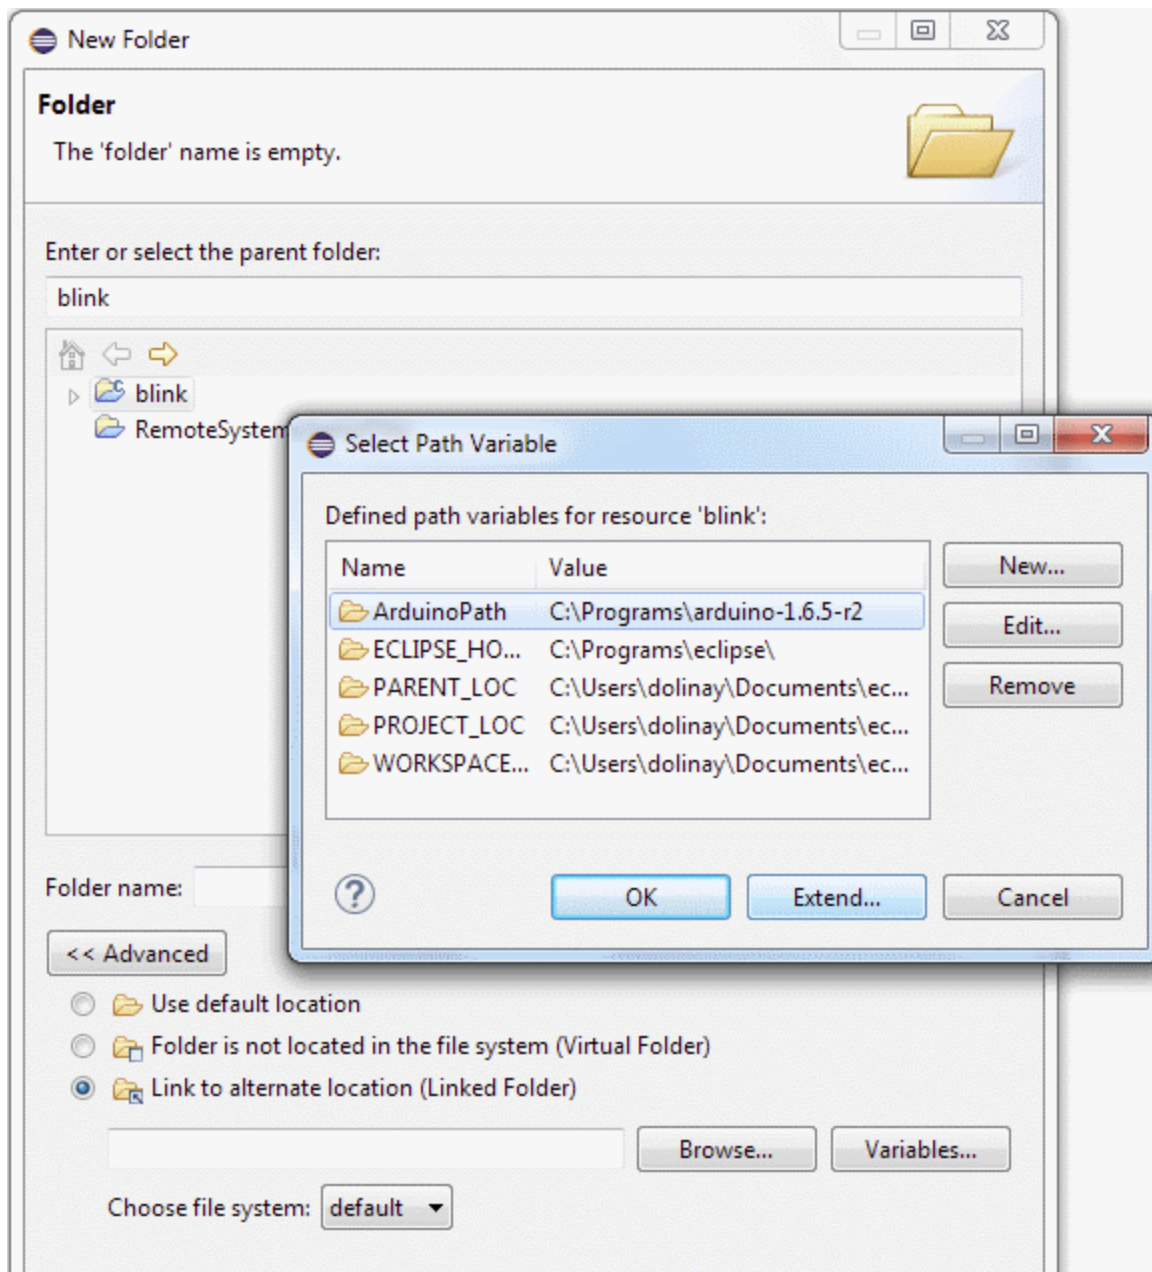 New Folder
Folder
The 'folder' name is empty.
Enter or select the parent folder:
blink
blink
RemoteSystem
Select Path Variable
Defined path variables for resource 'blink':
Name Value
ArduinoPath C:\Programs\arduino-1.6.5-r2
ECLIPSE_HO... C:\Programs\eclipse\
PARENT_LOC C:\Users\dolinay\Documents\ec...
PROJECT_LOC C:\Users\dolinay\Documents\ec...
WORKSPACE... C:\Users\dolinay\Documents\ec...
New...
Edit...
Remove
? OK Extend... Cancel
Folder name:
<< Advanced
Use default location
Folder is not located in the file system (Virtual Folder)
Link to alternate location (Linked Folder)
Browse... Variables...
Choose file system: default